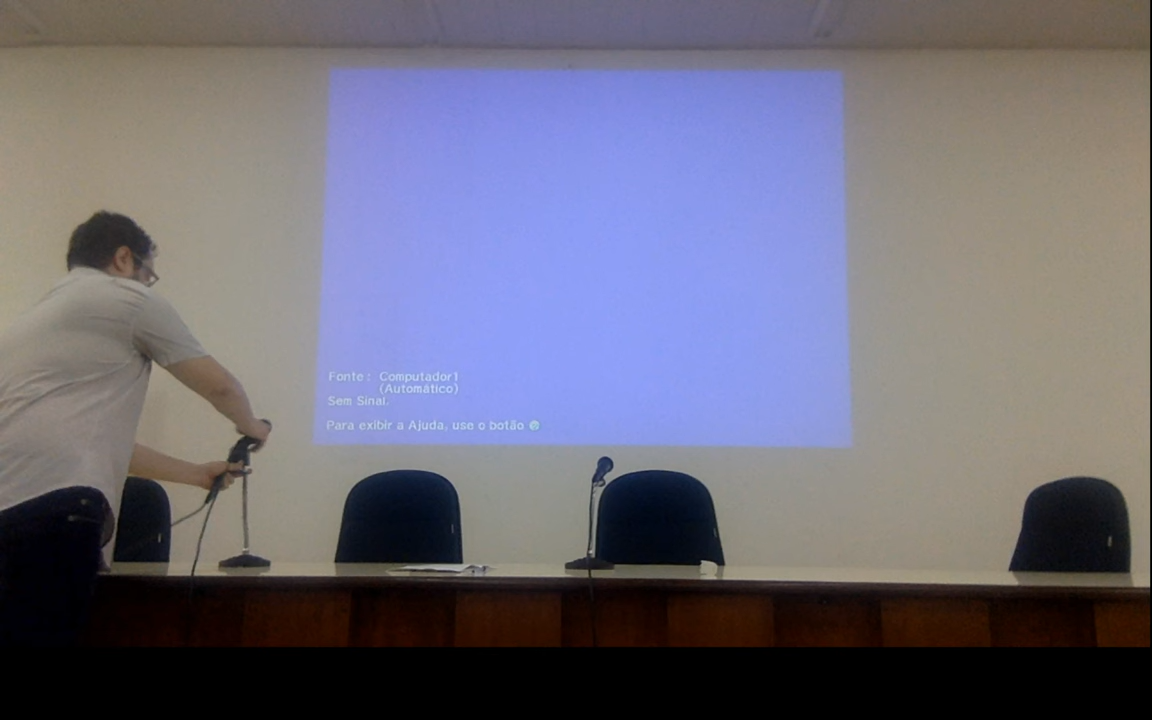 Fonte: Computador1
(Automático)
Sem Sinal.
Para exibir a Ajuda, use o botão